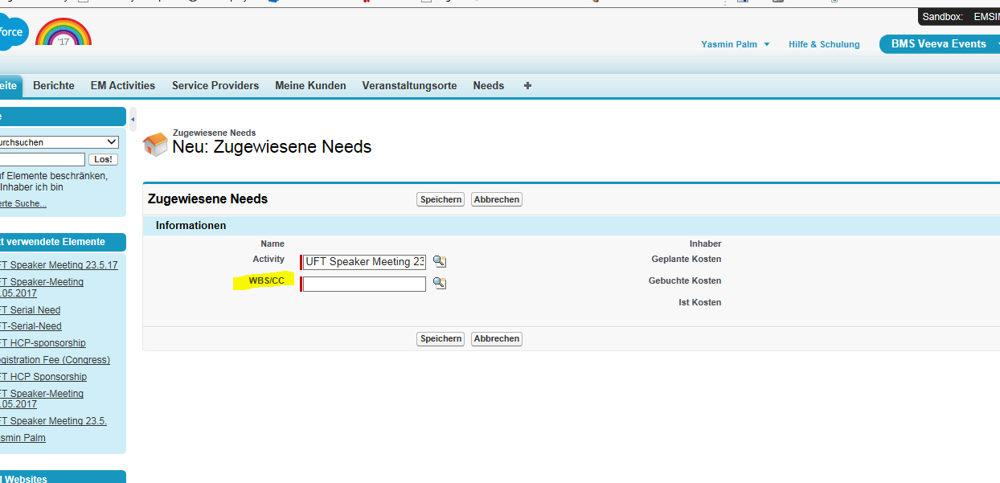 force
'17
Sandbox: EMSIM
Yasmin Palm
Hilfe & Schulung
BMS Veeva Events
eite Berichte EM Activities Service Providers Meine Kunden Veranstaltungsorte Needs +
e
urchsuchen
Los!
f Elemente beschränken,
Inhaber ich bin
erte Suche...
t verwendete Elemente
FT Speaker Meeting 23.5.17
FT Speaker-Meeting
.05.2017
FT Serial Need
FT-Serial-Need
FT HCP-sponsorship
egistration Fee (Congress)
FT HCP Sponsorship
FT Speaker-Meeting
.05.2017
FT Speaker Meeting 23.5.
smin Palm
l Websites
Zugewiesene Needs
Neu: Zugewiesene Needs
Zugewiesene Needs Speichern Abbrechen
Informationen
Name Inhaber
Activity UFT Speaker Meeting 23 Geplante Kosten
WBS/CC Gebuchte Kosten
Ist Kosten
Speichern Abbrechen